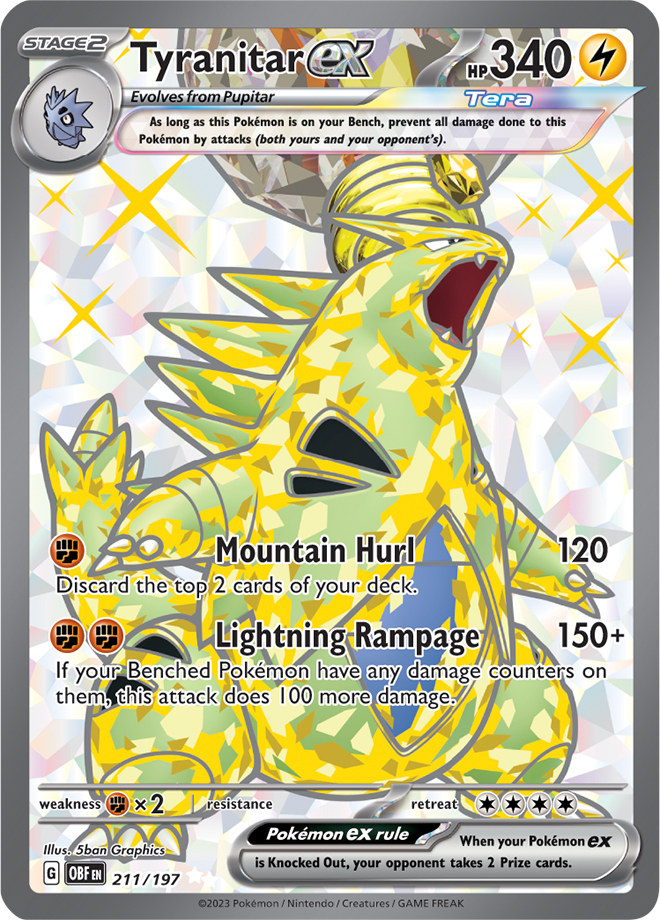 STAGE2
Tyranitar ex
HP 340
Evolves from Pupitar
Tera
As long as this Pokémon is on your Bench, prevent all damage done to this
Pokémon by attacks (both yours and your opponent's).
Mountain Hurl 120
Discard the top 2 cards of your deck.
Lightning Rampage 150+
If your Benched Pokémon have any damage counters on
them, this attack does 100 more damage.
weakness ×2 resistance retreat
Illus. 5ban Graphics
Pokémon ex rule
When your Pokémon ex
is Knocked Out, your opponent takes 2 Prize cards.
G OBF EN 211/197
©2023 Pokémon / Nintendo / Creatures / GAME FREAK